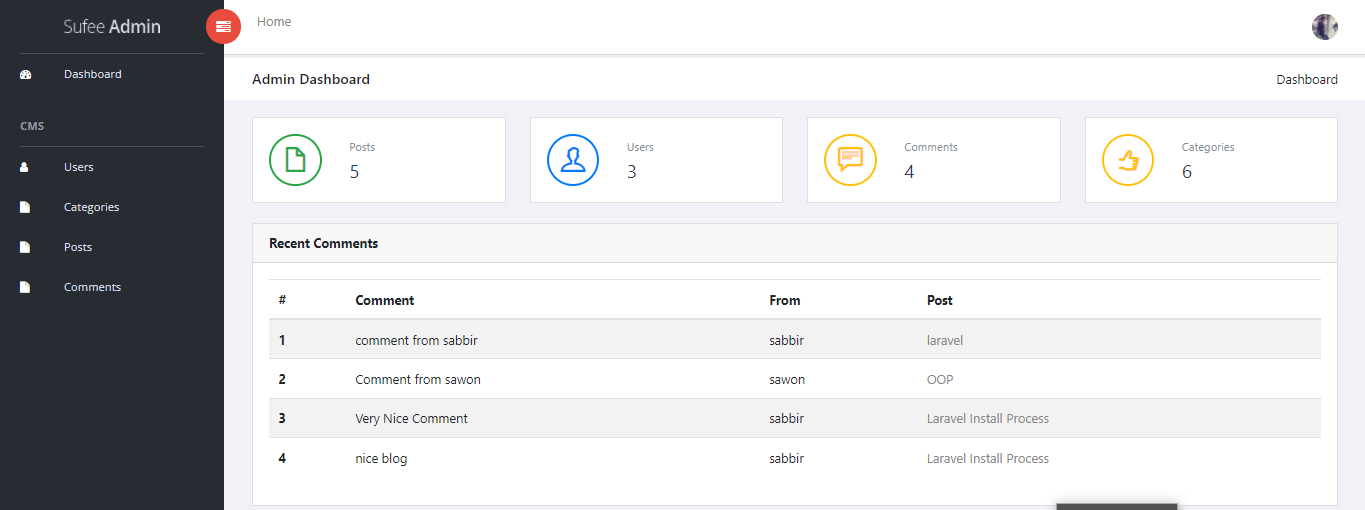 Sufee Admin
Home
Dashboard
CMS
Users
Categories
Posts
Comments
Admin Dashboard
Dashboard
Posts
5
Users
3
Comments
4
Categories
6
Recent Comments
# Comment From Post
1 comment from sabbir sabbir laravel
2 Comment from sawon sawon OOP
3 Very Nice Comment sabbir Laravel Install Process
4 nice blog sabbir Laravel Install Process